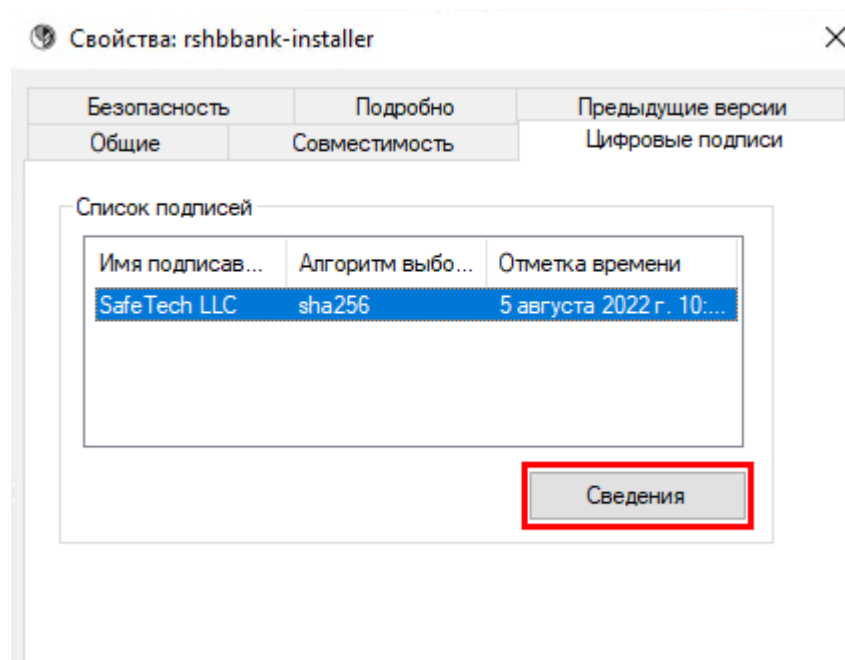 Свойства: rshbbank-installer
Безопасность Подробно Предыдущие версии
Общие Совместимость Цифровые подписи
Список подписей
Имя подписав... Алгоритм выбо... Отметка времени
SafeTech LLC sha256 5 августа 2022 г. 10:...
Сведения